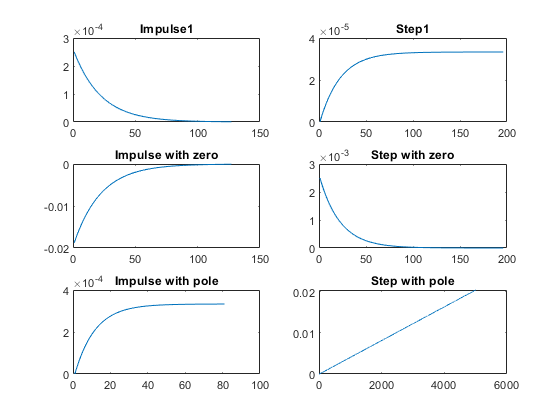 Impulse1
×10^-4
3
2
1
0
0 50 100 150
Step1
×10^-5
4
2
0
0 50 100 150 200
Impulse with zero
0
-0.01
-0.02
0 50 100 150
Step with zero
×10^-3
3
2
1
0
0 50 100 150 200
Impulse with pole
×10^-4
4
2
0
0 20 40 60 80 100
Step with pole
0.02
0.01
0
0 2000 4000 6000